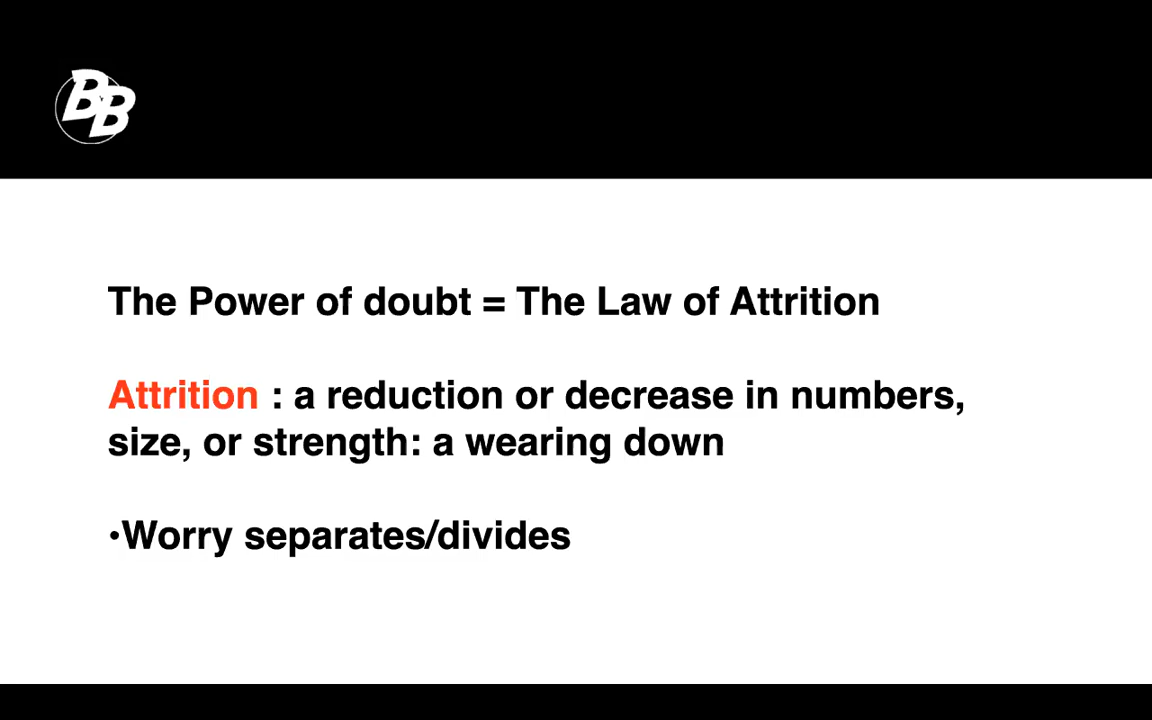 BB
The Power of doubt = The Law of Attrition
Attrition : a reduction or decrease in numbers,
size, or strength: a wearing down
•Worry separates/divides